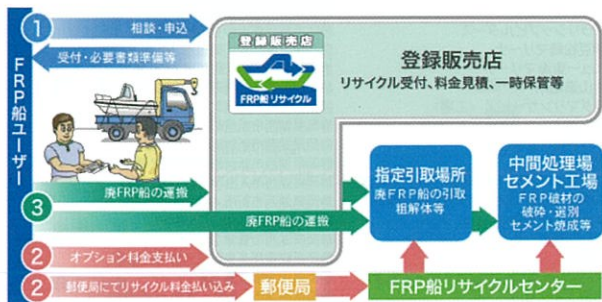 FRP船ユーザー
1
相談・申込
受付・必要書類準備等
登録販売店
FRP船 リサイクル
登録販売店
リサイクル受付、料金見積、一時保管等
3
廃FRP船の運搬
廃FRP船の運搬
指定引取場所
廃FRP船の引取
粗解体等
中間処理場
セメント工場
FRP破材の
破砕・選別
セメント焼成等
2
オプション料金支払い
2
郵便局にてリサイクル料金払い込み
郵便局
FRP船リサイクルセンター